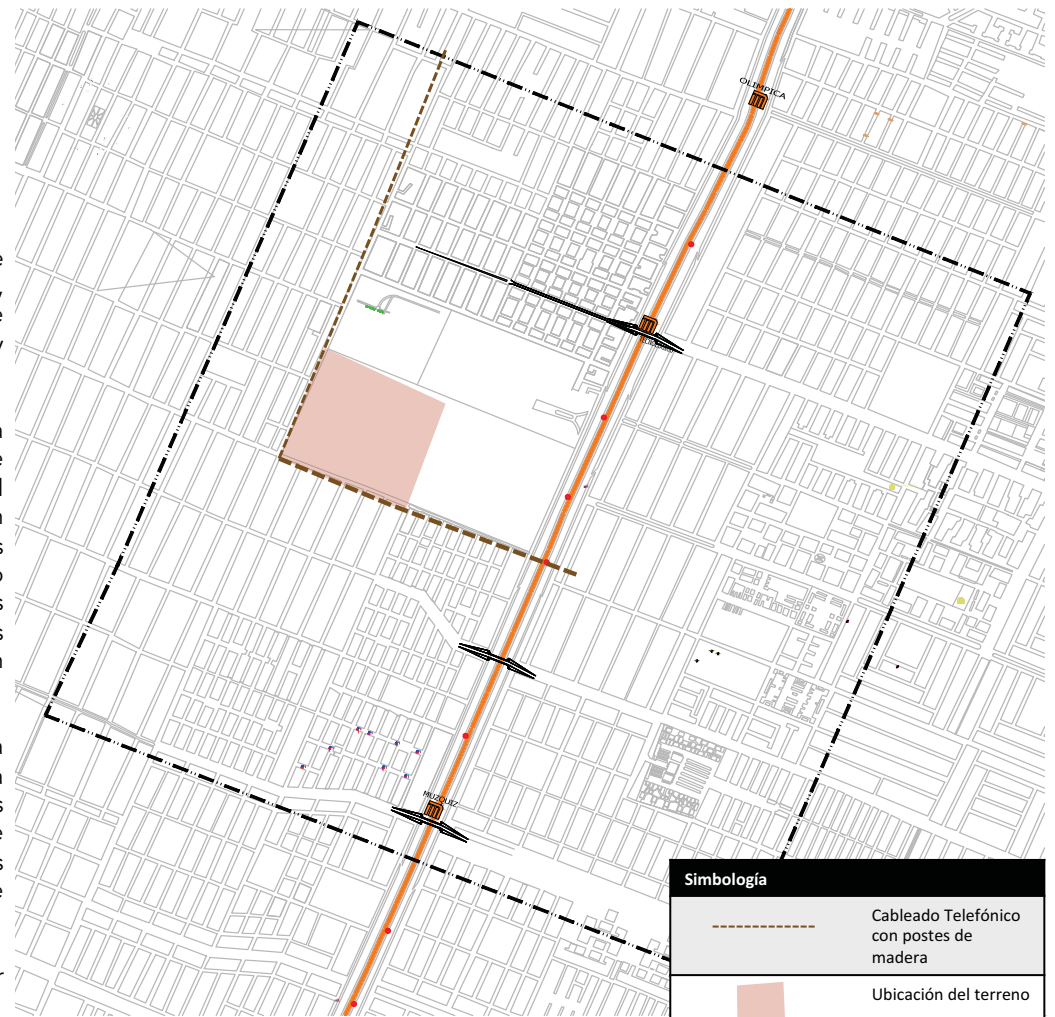 OLIMPICA
MUZQUIZ
Simbología
Cableado Telefónico
con postes de
madera
Ubicación del terreno